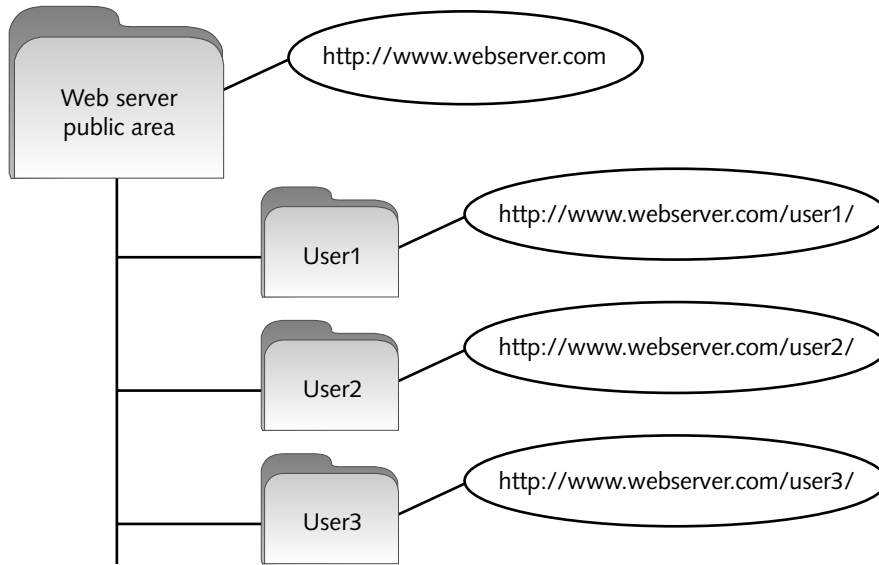 http://www.webserver.com
Web server
public area
http://www.webserver.com/user1/
User1
http://www.webserver.com/user2/
User2
http://www.webserver.com/user3/
User3